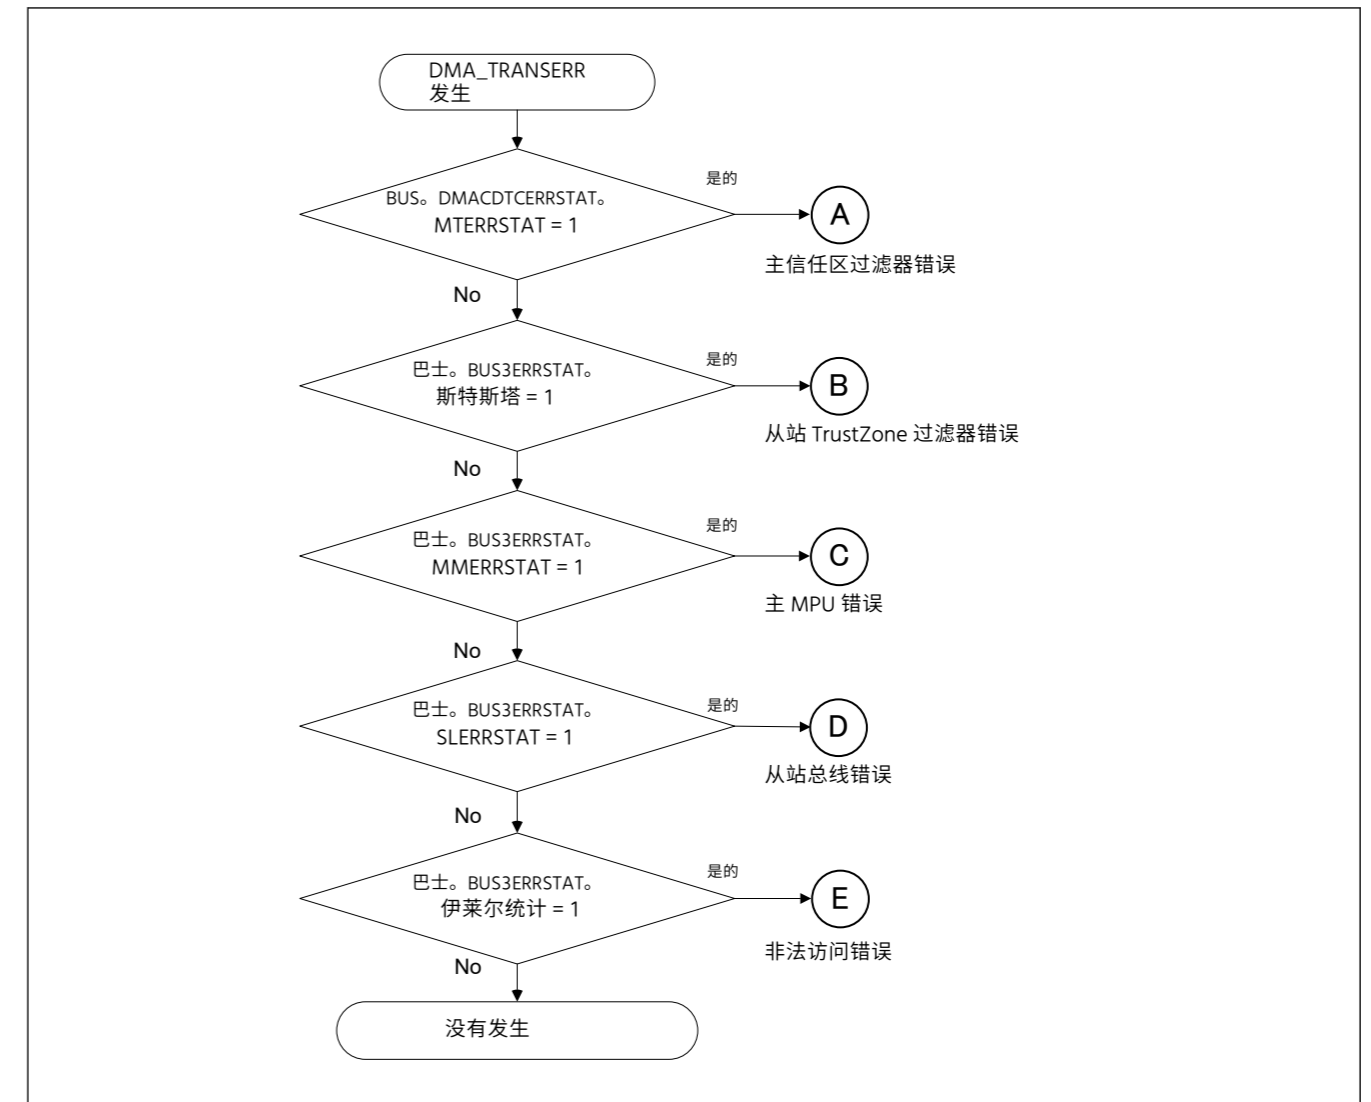 DMA_TRANSERR
发生
BUS。DMACDTCERRSTAT。
MTERRSTAT = 1
是的
A
主信任区过滤器错误
No
巴士。BUS3ERRSTAT。
斯特斯塔 = 1
是的
B
从站 TrustZone 过滤器错误
No
巴士。BUS3ERRSTAT。
MMERRSTAT = 1
是的
C
主 MPU 错误
No
巴士。BUS3ERRSTAT。
SLERRSTAT = 1
是的
D
从站总线错误
No
巴士。BUS3ERRSTAT。
伊莱尔统计 = 1
是的
E
非法访问错误
No
没有发生